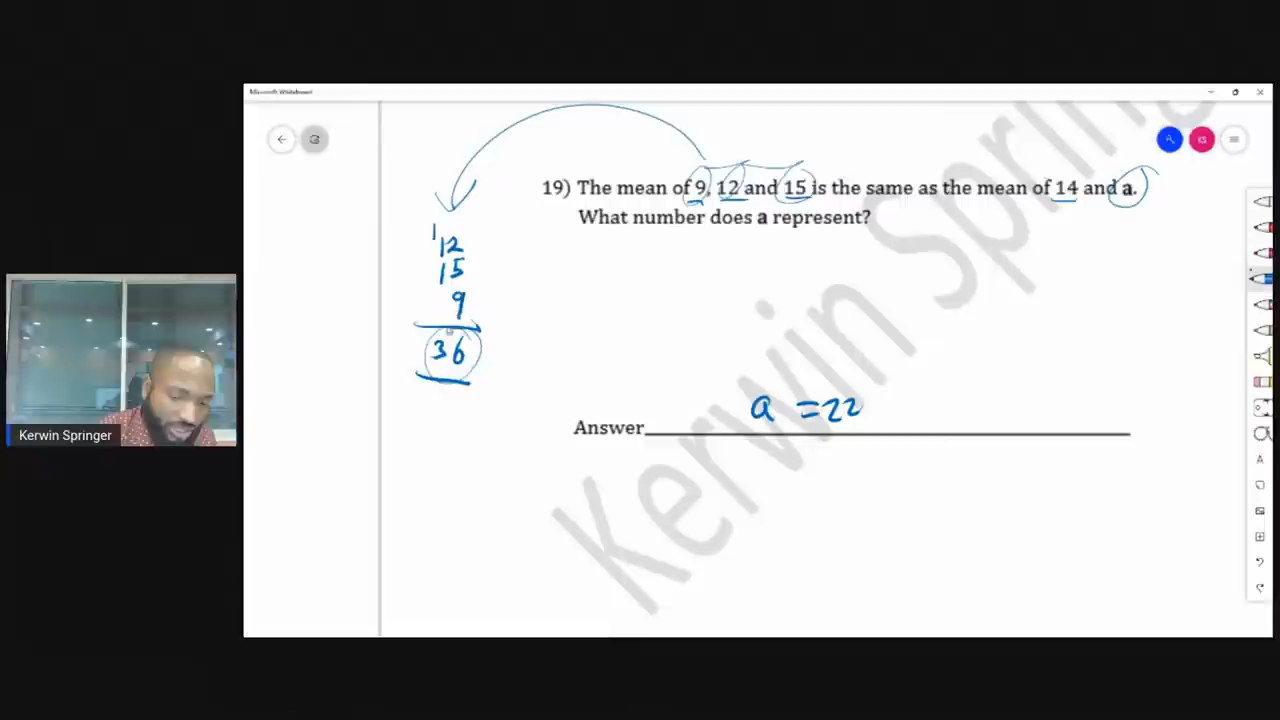 Microsoft Whiteboard
19) The mean of 9, 12 and 15 is the same as the mean of 14 and a.
What number does a represent?
1
12
15
9
36
a = 22
Answer
Kerwin Springer
Kerwin Spring